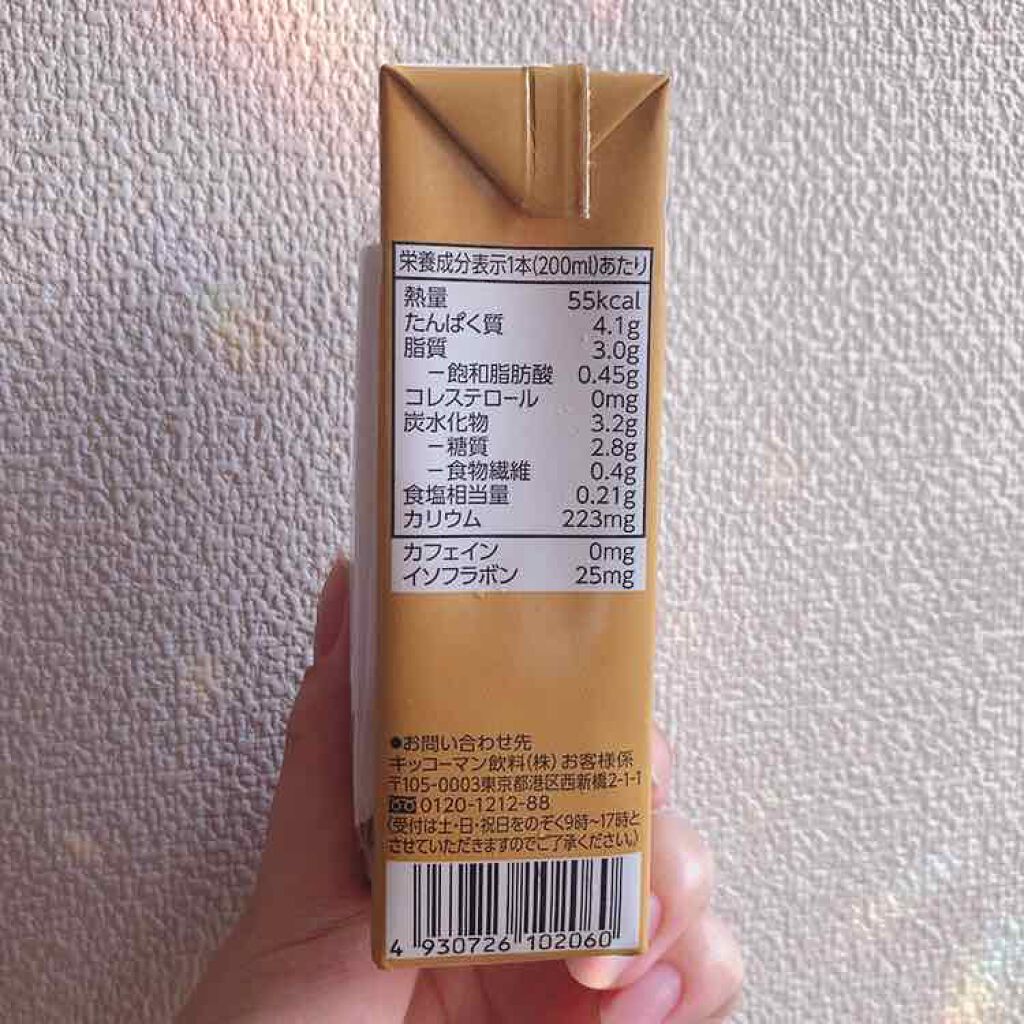 栄養成分表示1本(200ml)あたり
熱量 55kcal
たんぱく質 4.1g
脂質 3.0g
－飽和脂肪酸 0.45g
コレステロール 0mg
炭水化物 3.2g
－糖質 2.8g
－食物繊維 0.4g
食塩相当量 0.21g
カリウム 223mg
カフェイン 0mg
イソフラボン 25mg
●お問い合わせ先
キッコーマン飲料(株)お客様係
〒105-0003東京都港区西新橋2-1-1
0120-1212-88
(受付は土・日・祝日をのぞく9時～17時と
させていただきますのでご了承ください。)
4 930726 102060